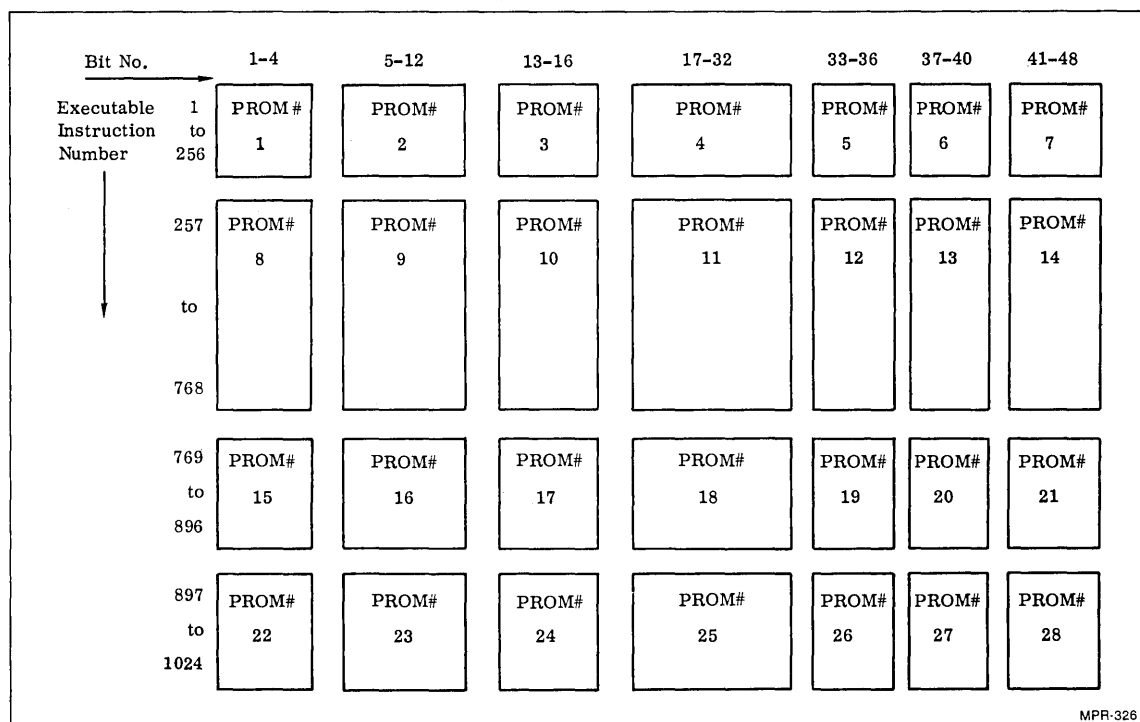 Bit No. 1-4 5-12 13-16 17-32 33-36 37-40 41-48
Executable 1 PROM# PROM# PROM# PROM# PROM# PROM# PROM#
Instruction to
Number 256 1 2 3 4 5 6 7
257 PROM# PROM# PROM# PROM# PROM# PROM# PROM#
8 9 10 11 12 13 14
to
768
769 PROM# PROM# PROM# PROM# PROM# PROM# PROM#
to 15 16 17 18 19 20 21
896
897 PROM# PROM# PROM# PROM# PROM# PROM# PROM#
to 22 23 24 25 26 27 28
1024
MPR-326